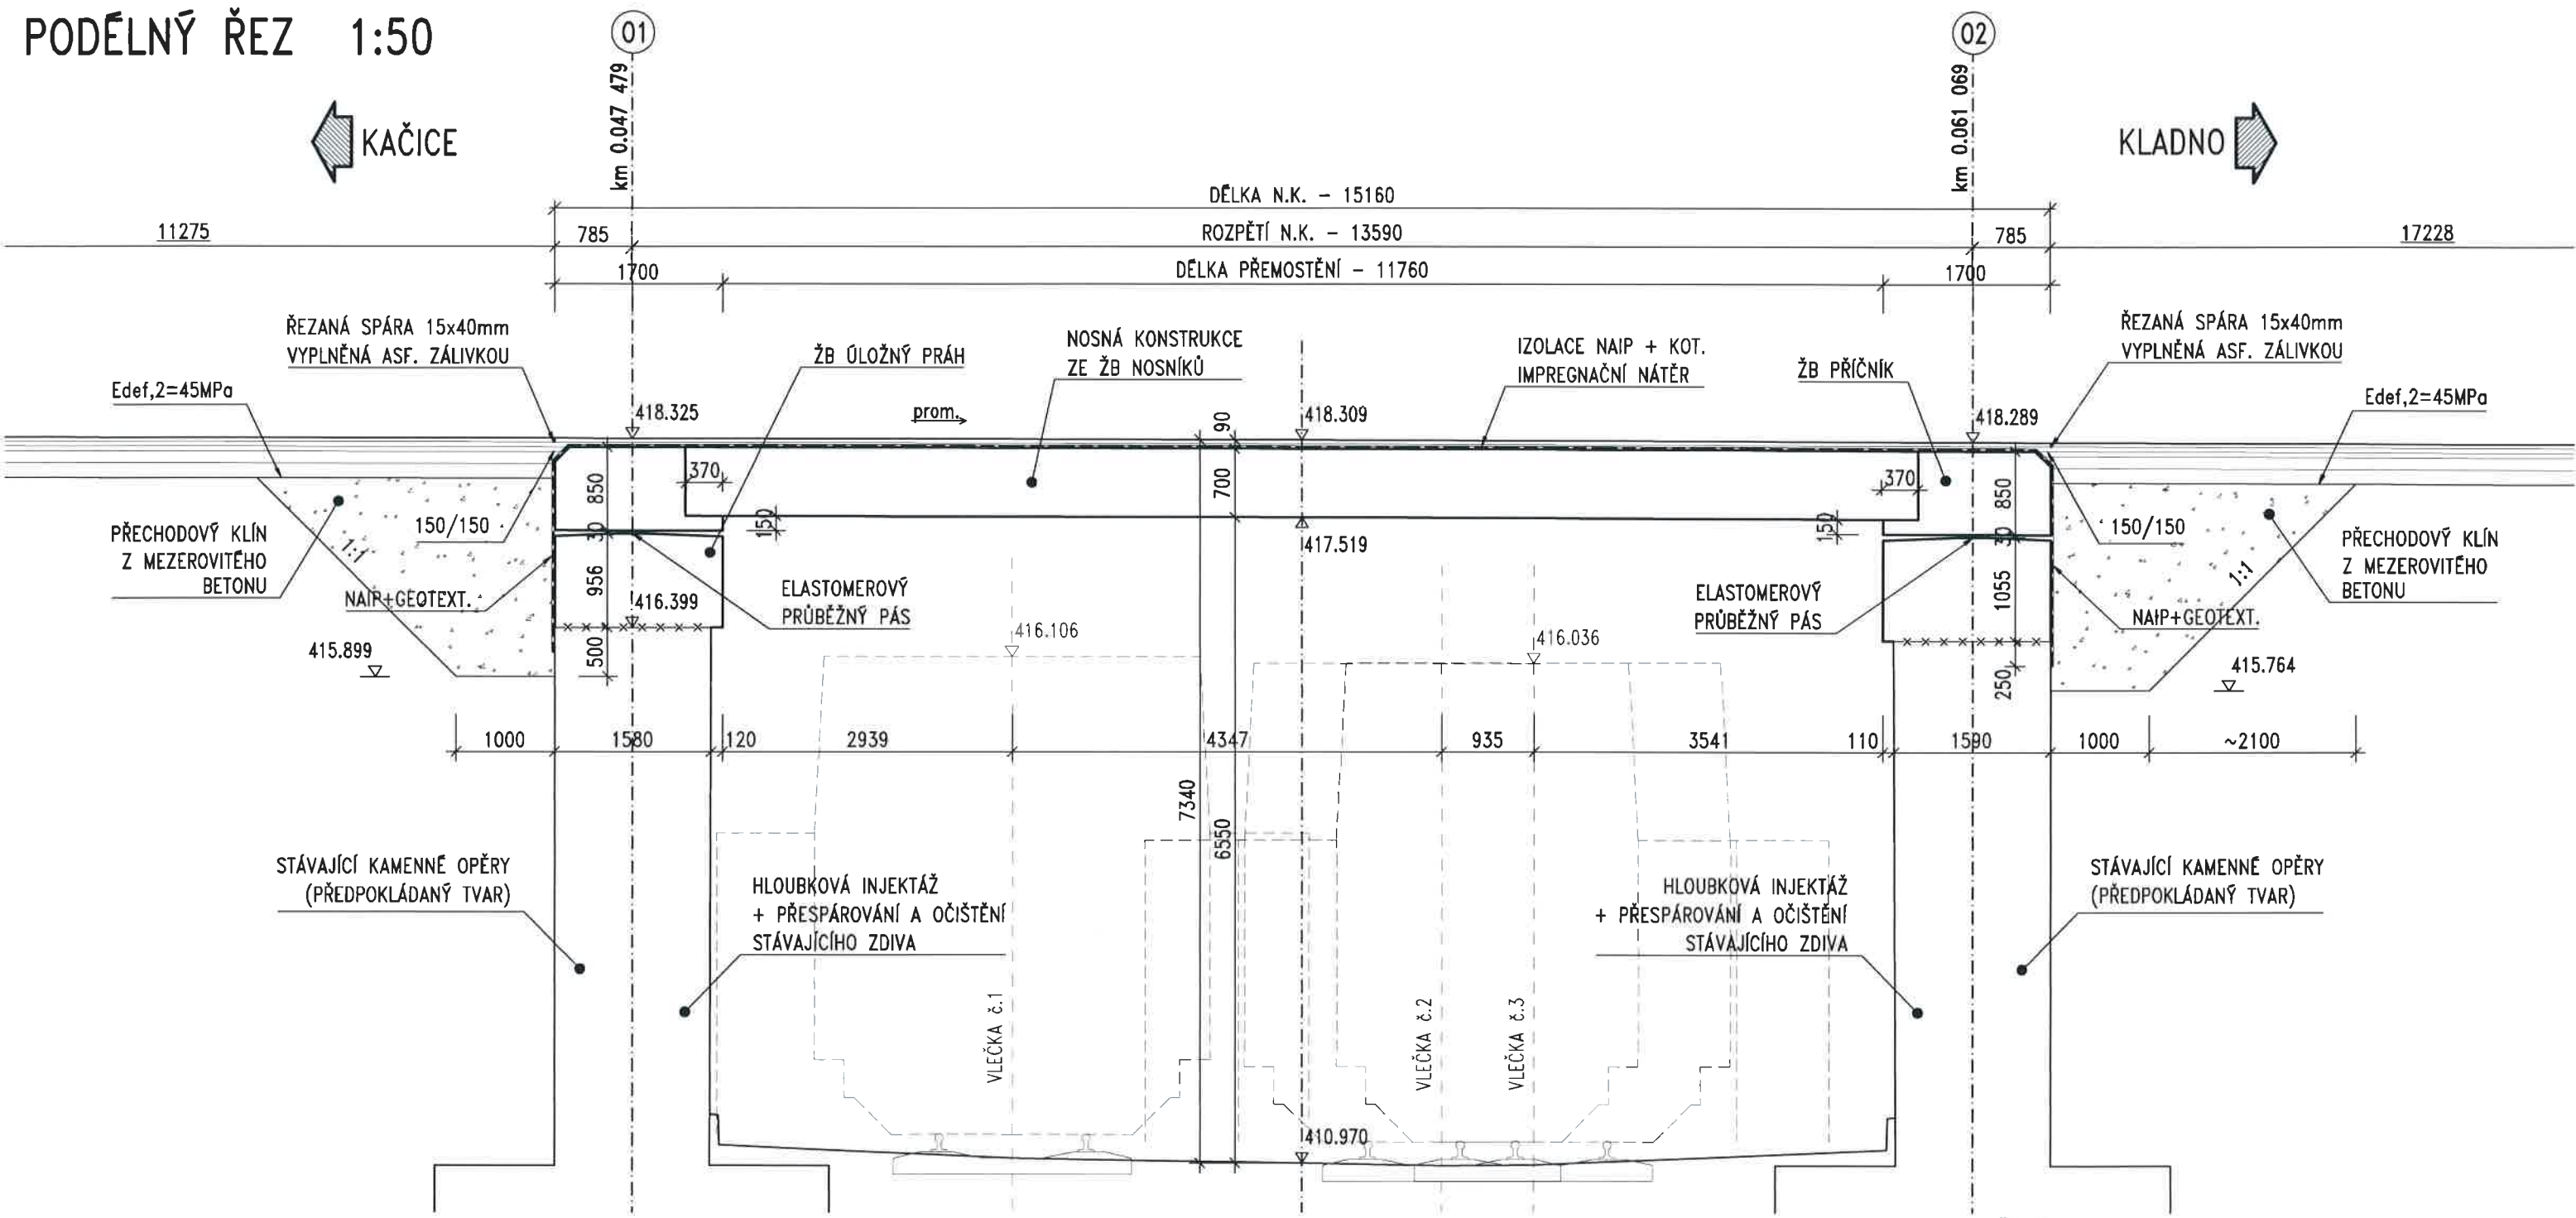 PODÉLNÝ ŘEZ 1:50
01
02
km 0.047 479
km 0.061 069
KAČICE
KLADNO
DÉLKA N.K. - 15160
11275
785
ROZPĚTÍ N.K. - 13590
785
17228
1700
DÉLKA PŘEMOSTĚNÍ - 11760
1700
ŘEZANÁ SPÁRA 15x40mm
VYPLNĚNÁ ASF. ZÁLIVKOU
ŽB ÚLOŽNÝ PRÁH
NOSNÁ KONSTRUKCE
ZE ŽB NOSNÍKŮ
IZOLACE NAIP + KOT.
IMPREGNAČNÍ NÁTĚR
ŽB PŘÍČNÍK
ŘEZANÁ SPÁRA 15x40mm
VYPLNĚNÁ ASF. ZÁLIVKOU
Edef,2=45MPa
Edef,2=45MPa
418.325
prom.
90
418.309
418.289
370
850
700
370
850
150/150
30
150
417.519
150
30
150/150
PŘECHODOVÝ KLÍN
Z MEZEROVITÉHO
BETONU
1:1
PŘECHODOVÝ KLÍN
Z MEZEROVITÉHO
BETONU
1:1
NAIP+GEOTEXT.
956
416.399
ELASTOMEROVÝ
PRŮBĚŽNÝ PÁS
ELASTOMEROVÝ
PRŮBĚŽNÝ PÁS
1055
NAIP+GEOTEXT.
415.899
500
416.106
416.036
250
415.764
1000
1580
120
2939
4347
935
3541
110
1590
1000
~2100
7340
6550
STÁVAJÍCÍ KAMENNÉ OPĚRY
(PŘEDPOKLÁDANÝ TVAR)
HLOUBKOVÁ INJEKTÁŽ
+ PŘESPÁROVÁNÍ A OČIŠTĚNÍ
STÁVAJÍCÍHO ZDIVA
HLOUBKOVÁ INJEKTÁŽ
+ PŘESPÁROVÁNÍ A OČIŠTĚNÍ
STÁVAJÍCÍHO ZDIVA
STÁVAJÍCÍ KAMENNÉ OPĚRY
(PŘEDPOKLÁDANÝ TVAR)
VLEČKA č.1
VLEČKA č.2
VLEČKA č.3
410.970